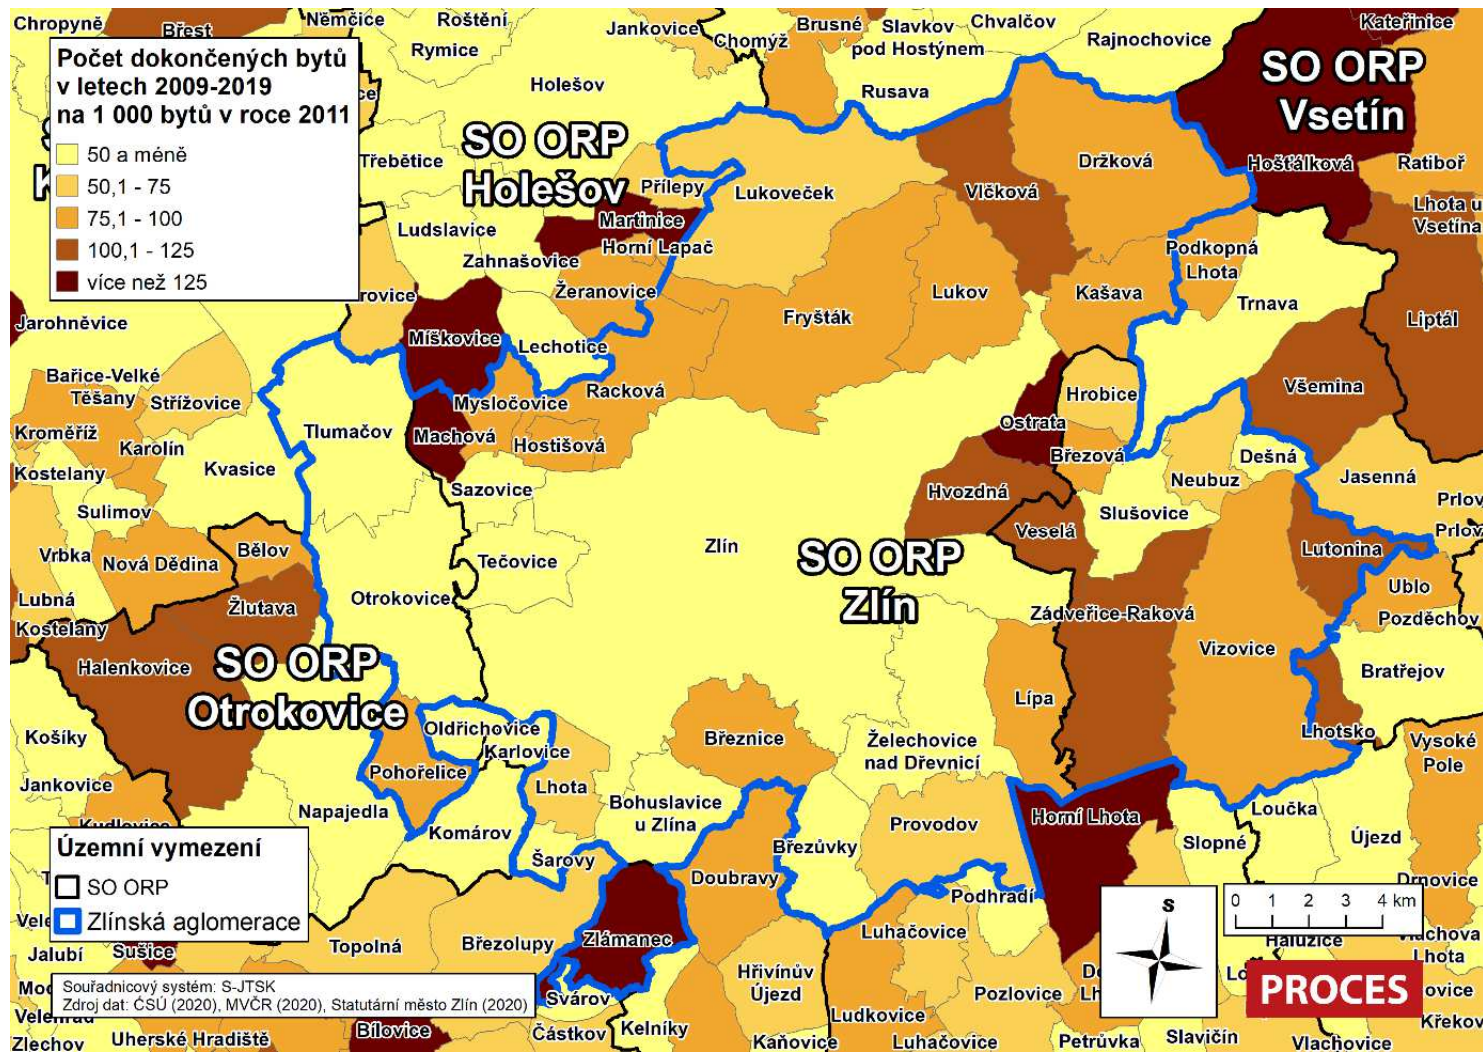 Chropyně
Břest
Němčice
Roštění
Rymice
Jankovice
Chomýž
Brusné
Slavkov
pod Hostýnem
Chvalčov
Rajnochovice
Kateřinice
Počet dokončených bytů
v letech 2009-2019
na 1 000 bytů v roce 2011
50 a méně
50,1 - 75
75,1 - 100
100,1 - 125
více než 125
Holešov
Rusava
SO ORP
Vsetín
SO ORP
Holešov
Třebětice
Přílepy
Lukoveček
Vlčková
Držková
Hošťálková
Ratiboř
Lhota u
Vsetína
Martinice
Horní Lapač
Ludslavice
Zahnašovice
Žeranovice
Podkopná
Lhota
Kašava
Trnava
Lukov
Fryšták
Liptál
Jarohněvice
Míškovice
Lechotice
Racková
Mysločovice
Hrobice
Všemina
Bařice-Velké
Těšany
Střížovice
Tlumačov
Machová
Hostišová
Ostrata
Březová
Dešná
Kroměříž
Karolín
Kvasice
Kostelany
Sulimov
Sazovice
Hvozdná
Neubuz
Slušovice
Jasenná
Veselá
Vrbka
Nová Dědina
Bělov
Tečovice
Zlín
SO ORP
Zlín
Lutonina
Ublo
Pozděchov
Lubná
Kostelany
Žlutava
Otrokovice
Zádveřice-Raková
Vizovice
Bratřejov
Halenkovice
SO ORP
Otrokovice
Lípa
Lhotsko
Košíky
Oldřichovice
Karlovice
Březnice
Želechovice
nad Dřevnicí
Vysoké
Pole
Jankovice
Pohořelice
Lhota
Napajedla
Komárov
Bohuslavice
u Zlína
Provodov
Horní Lhota
Loučka
Slopné
Újezd
Kudlovice
Březůvky
Šarovy
Doubravy
Podhradí
Drnovice
Územní vymezení
SO ORP
Zlínská aglomerace
S
0 1 2 3 4 km
Jalubí
Sušice
Topolná
Březolupy
Zlámanec
Luhačovice
Haluzice
Vlachova
Lhota
Hřivínův
Újezd
Pozlovice
PROCES
Souřadnicový systém: S-JTSK
Zdroj dat: ČSÚ (2020), MVČR (2020), Statutární město Zlín (2020)
Svárov
Velehrad
Zlechov
Uherské Hradiště
Bílovice
Částkov
Kelníky
Kaňovice
Ludkovice
Luhačovice
Petrůvka
Slavičín
Vlachovice